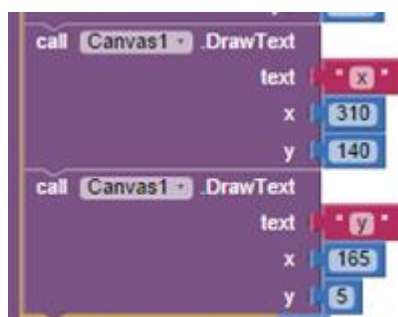 call Canvas1 .DrawText
text " x "
x 310
y 140
call Canvas1 .DrawText
text " y "
x 165
y 5